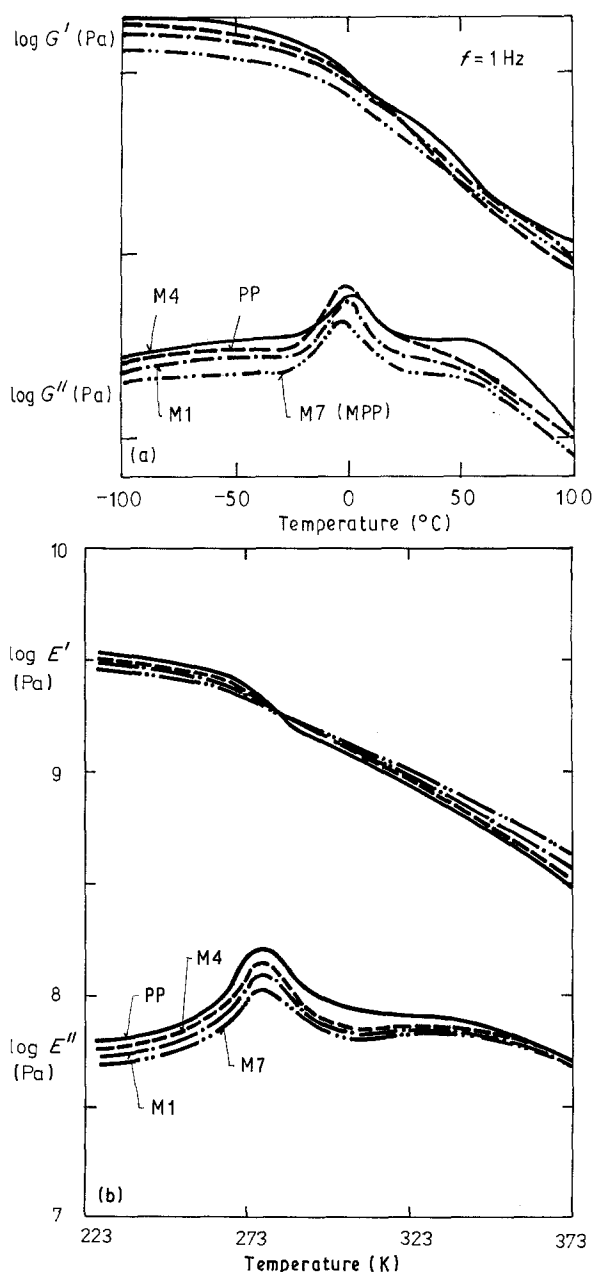 log G′ (Pa)
f = 1 Hz
M4
PP
log G″ (Pa)
M1
M7 (MPP)
(a)
−100
−50
0
50
100
Temperature (°C)
10
log E′
(Pa)
9
M4
PP
8
log E″
(Pa)
M7
M1
(b)
7
223
273
323
373
Temperature (K)